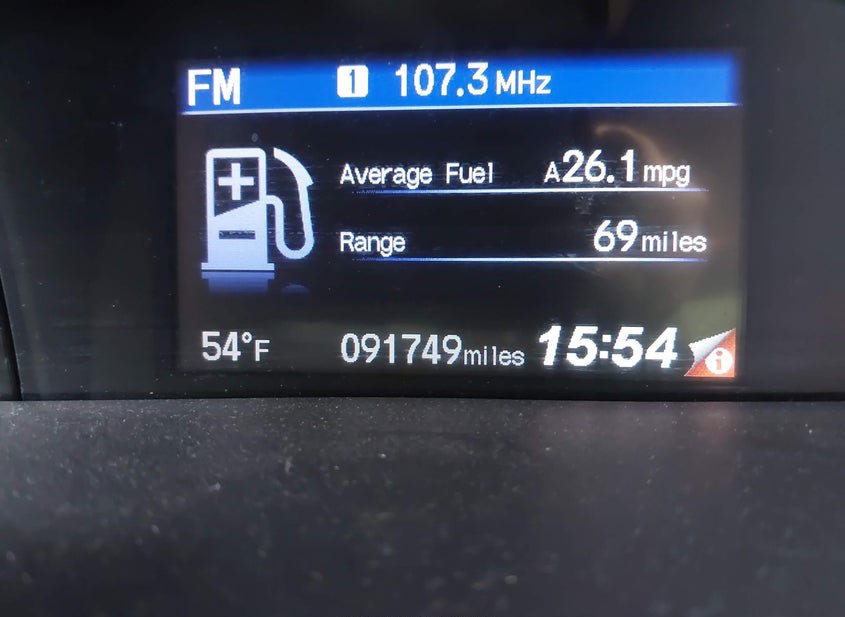 FM 1 107.3 MHz
Average Fuel A26.1 mpg
Range 69 miles
54°F 091749 miles 15:54 i